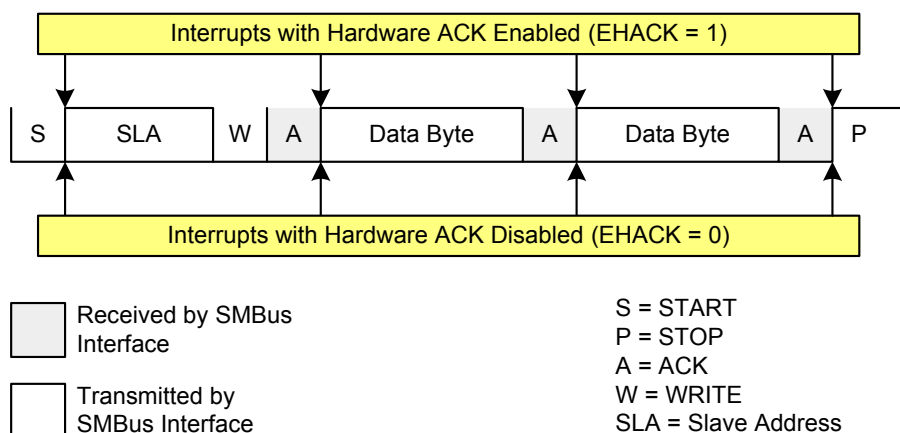 Interrupts with Hardware ACK Enabled (EHACK = 1)
S SLA W A Data Byte A Data Byte A P
Interrupts with Hardware ACK Disabled (EHACK = 0)
Received by SMBus
Interface
Transmitted by
SMBus Interface
S = START
P = STOP
A = ACK
W = WRITE
SLA = Slave Address